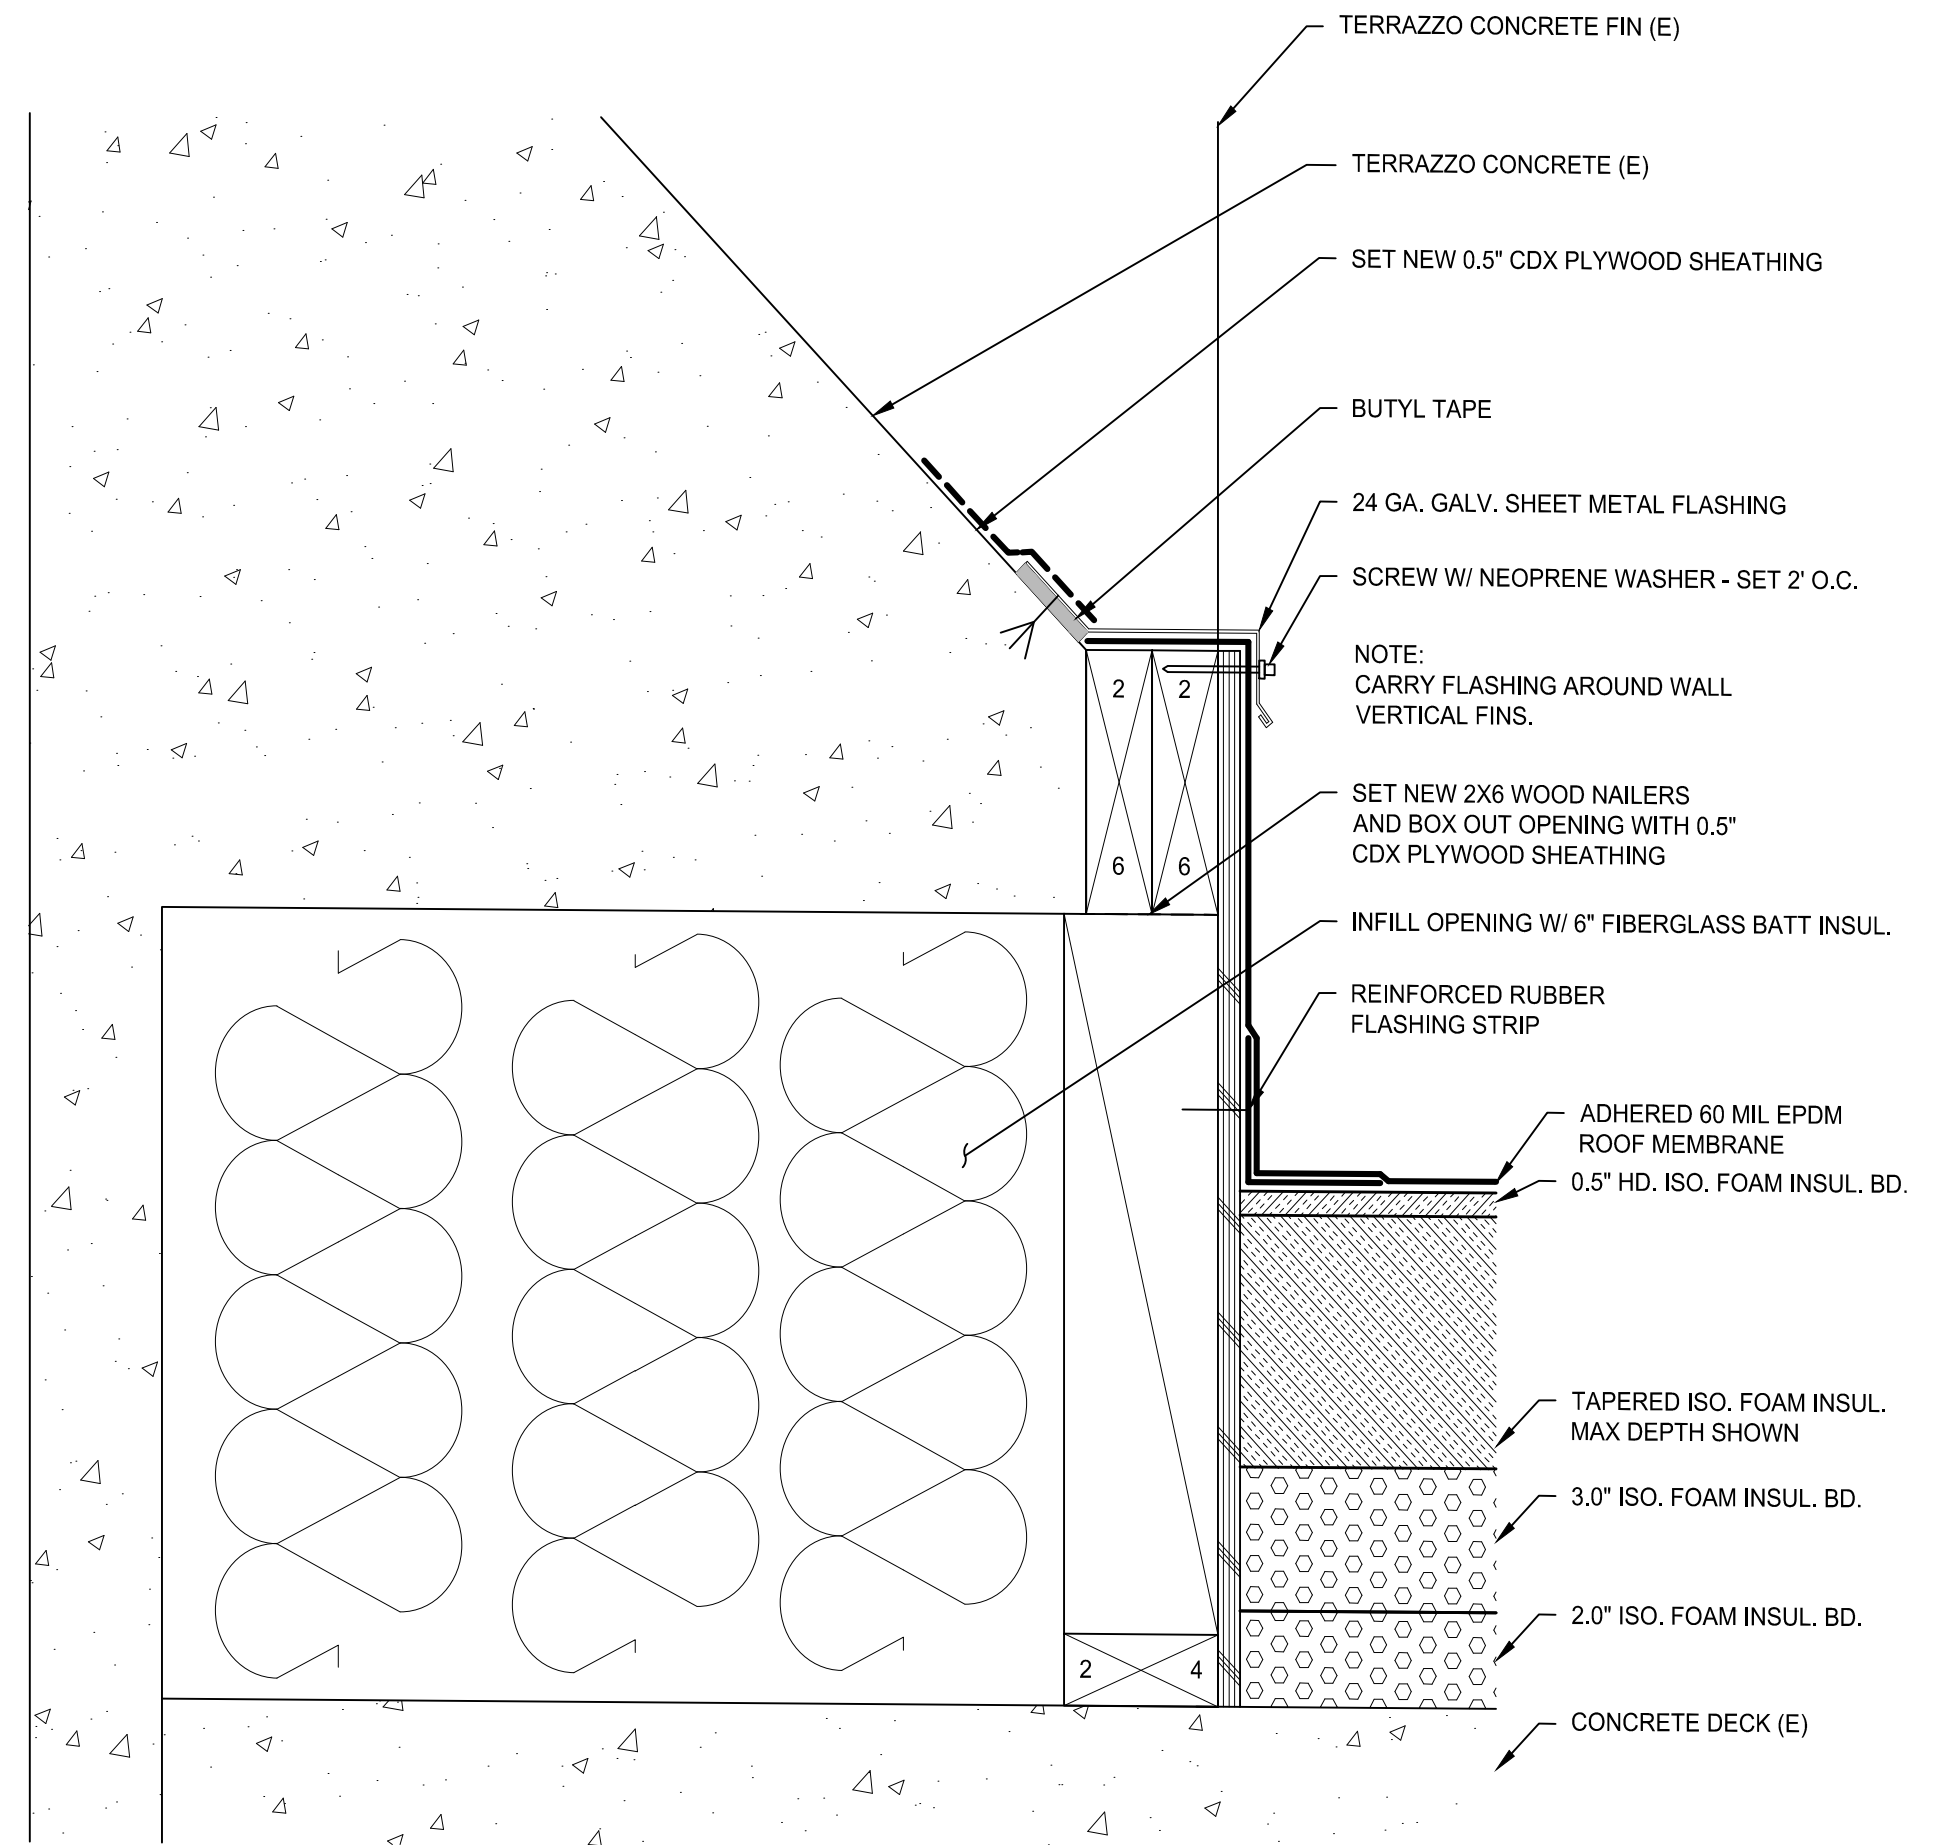 TERRAZZO CONCRETE FIN (E)
TERRAZZO CONCRETE (E)
SET NEW 0.5" CDX PLYWOOD SHEATHING
BUTYL TAPE
24 GA. GALV. SHEET METAL FLASHING
SCREW W/ NEOPRENE WASHER - SET 2' O.C.
NOTE:
CARRY FLASHING AROUND WALL
VERTICAL FINS.
2 2
SET NEW 2X6 WOOD NAILERS
AND BOX OUT OPENING WITH 0.5"
CDX PLYWOOD SHEATHING
6 6
INFILL OPENING W/ 6" FIBERGLASS BATT INSUL.
REINFORCED RUBBER
FLASHING STRIP
ADHERED 60 MIL EPDM
ROOF MEMBRANE
0.5" HD. ISO. FOAM INSUL. BD.
TAPERED ISO. FOAM INSUL.
MAX DEPTH SHOWN
3.0" ISO. FOAM INSUL. BD.
2.0" ISO. FOAM INSUL. BD.
2 4
CONCRETE DECK (E)